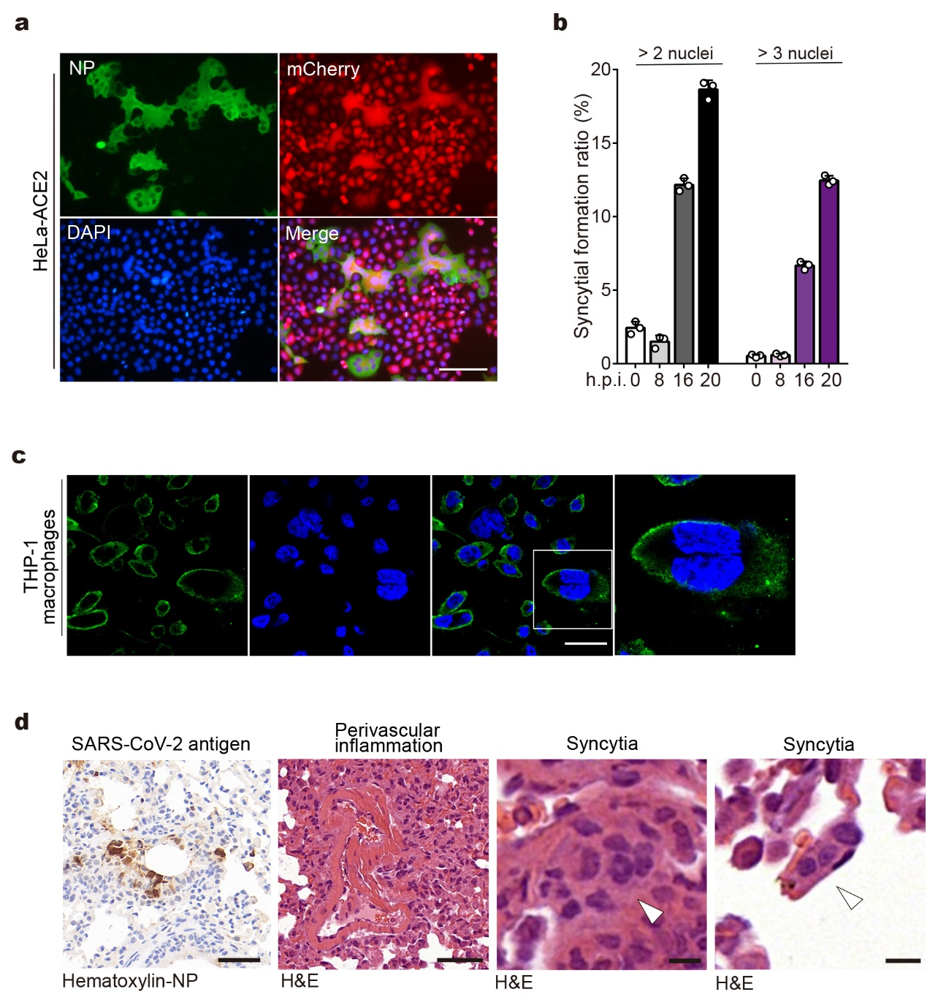 a
HeLa-ACE2
NP
mCherry
DAPI
Merge
b
> 2 nuclei
> 3 nuclei
Syncytial formation ratio (%)
20
15
10
5
0
h.p.i. 0 8 16 20 0 8 16 20
c
THP-1
macrophages
d
SARS-CoV-2 antigen
Perivascular
inflammation
Syncytia
Syncytia
Hematoxylin-NP
H&E
H&E
H&E